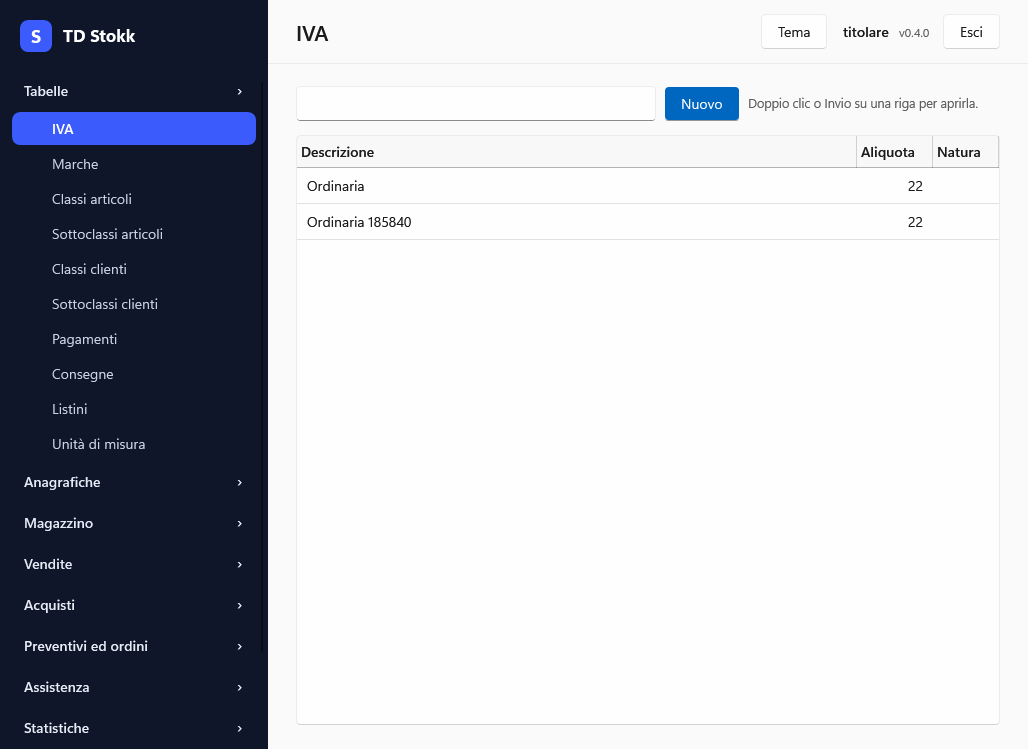 S TD Stokk
Tabelle ›
IVA
Marche
Classi articoli
Sottoclassi articoli
Classi clienti
Sottoclassi clienti
Pagamenti
Consegne
Listini
Unità di misura
Anagrafiche ›
Magazzino ›
Vendite ›
Acquisti ›
Preventivi ed ordini ›
Assistenza ›
Statistiche ›
IVA Tema titolare v0.4.0 Esci
Nuovo Doppio clic o Invio su una riga per aprirla.
Descrizione Aliquota Natura
Ordinaria 22
Ordinaria 185840 22